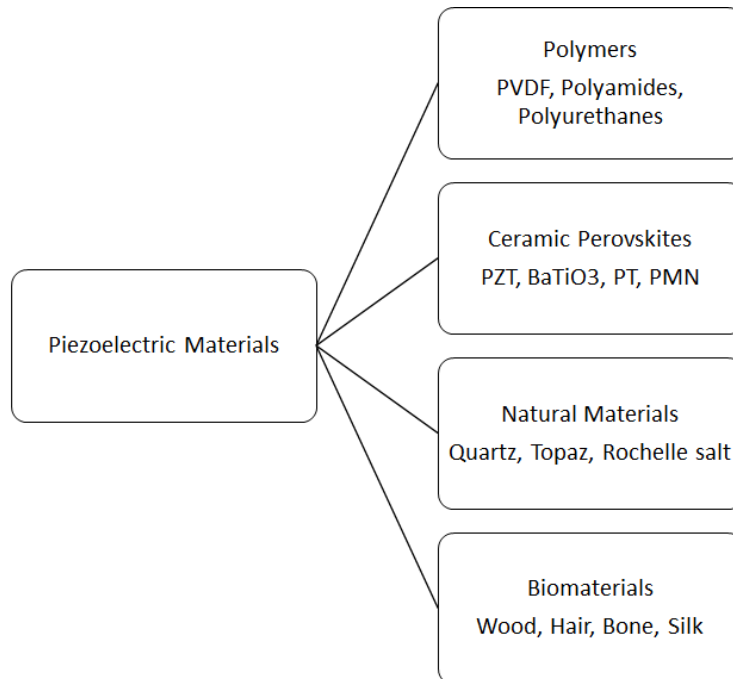 Polymers
PVDF, Polyamides,
Polyurethanes
Ceramic Perovskites
PZT, BaTiO3, PT, PMN
Piezoelectric Materials
Natural Materials
Quartz, Topaz, Rochelle salt
Biomaterials
Wood, Hair, Bone, Silk